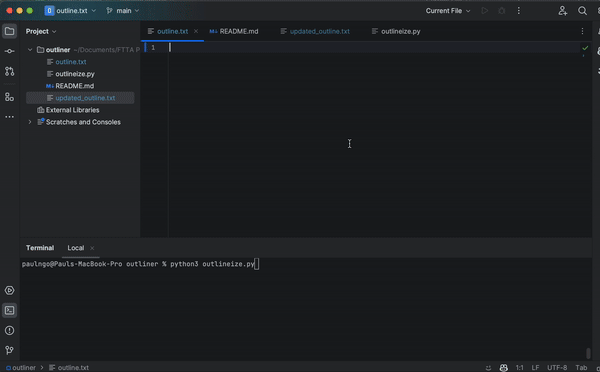 outline.txt main Current File
Project outline.txt README.md updated_outline.txt outlineize.py
outliner ~/Documents/FTTA P
outline.txt
outlineize.py
README.md
updated_outline.txt
External Libraries
Scratches and Consoles
1
Terminal Local
paulngo@Pauls-MacBook-Pro outliner % python3 outlineize.py
outliner > outline.txt 1:1 LF UTF-8 Tab